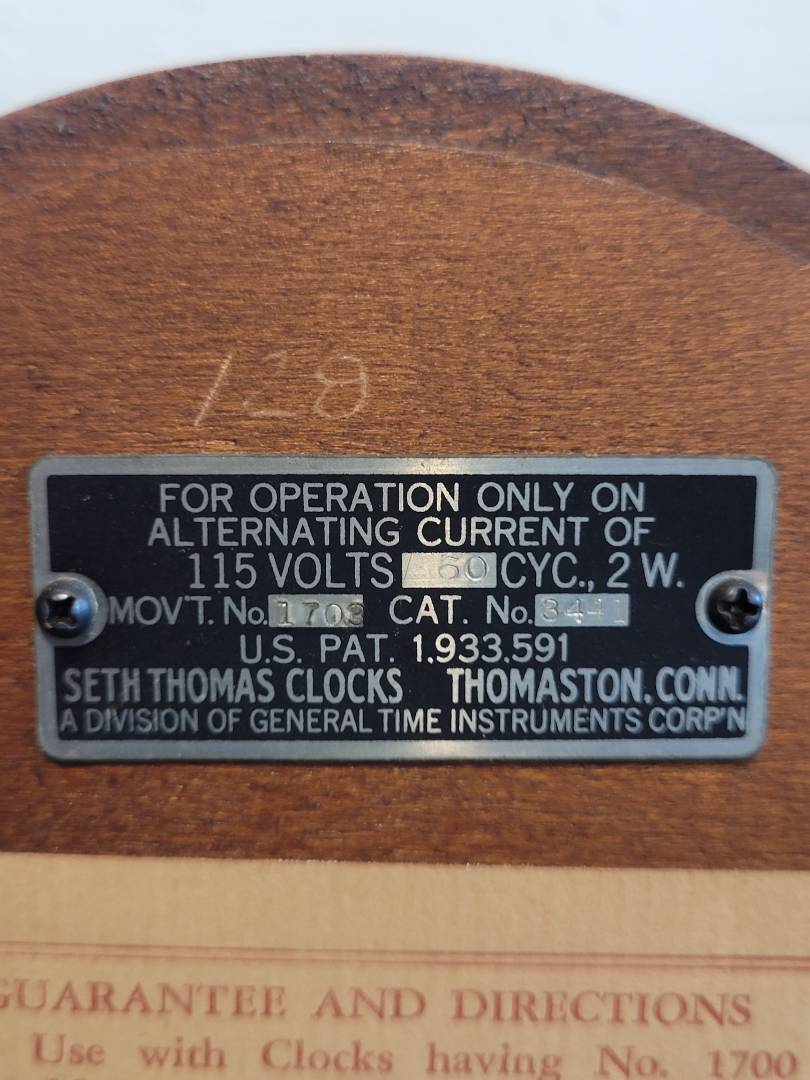 128
FOR OPERATION ONLY ON
ALTERNATING CURRENT OF
115 VOLTS 60 CYC., 2 W.
MOV'T. No. 1703 CAT. No. 3441
U.S. PAT. 1,933,591
SETH THOMAS CLOCKS THOMASTON, CONN.
A DIVISION OF GENERAL TIME INSTRUMENTS CORP'N
GUARANTEE AND DIRECTIONS
Use with Clocks having No. 1700